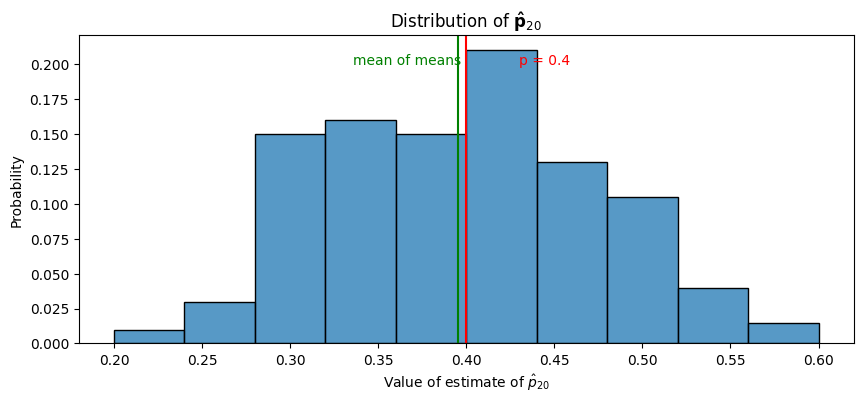 Distribution of p̂₂₀
mean of means
p = 0.4
0.200
0.175
0.150
0.125
0.100
0.075
0.050
0.025
0.000
Probability
0.20 0.25 0.30 0.35 0.40 0.45 0.50 0.55 0.60
Value of estimate of p̂₂₀